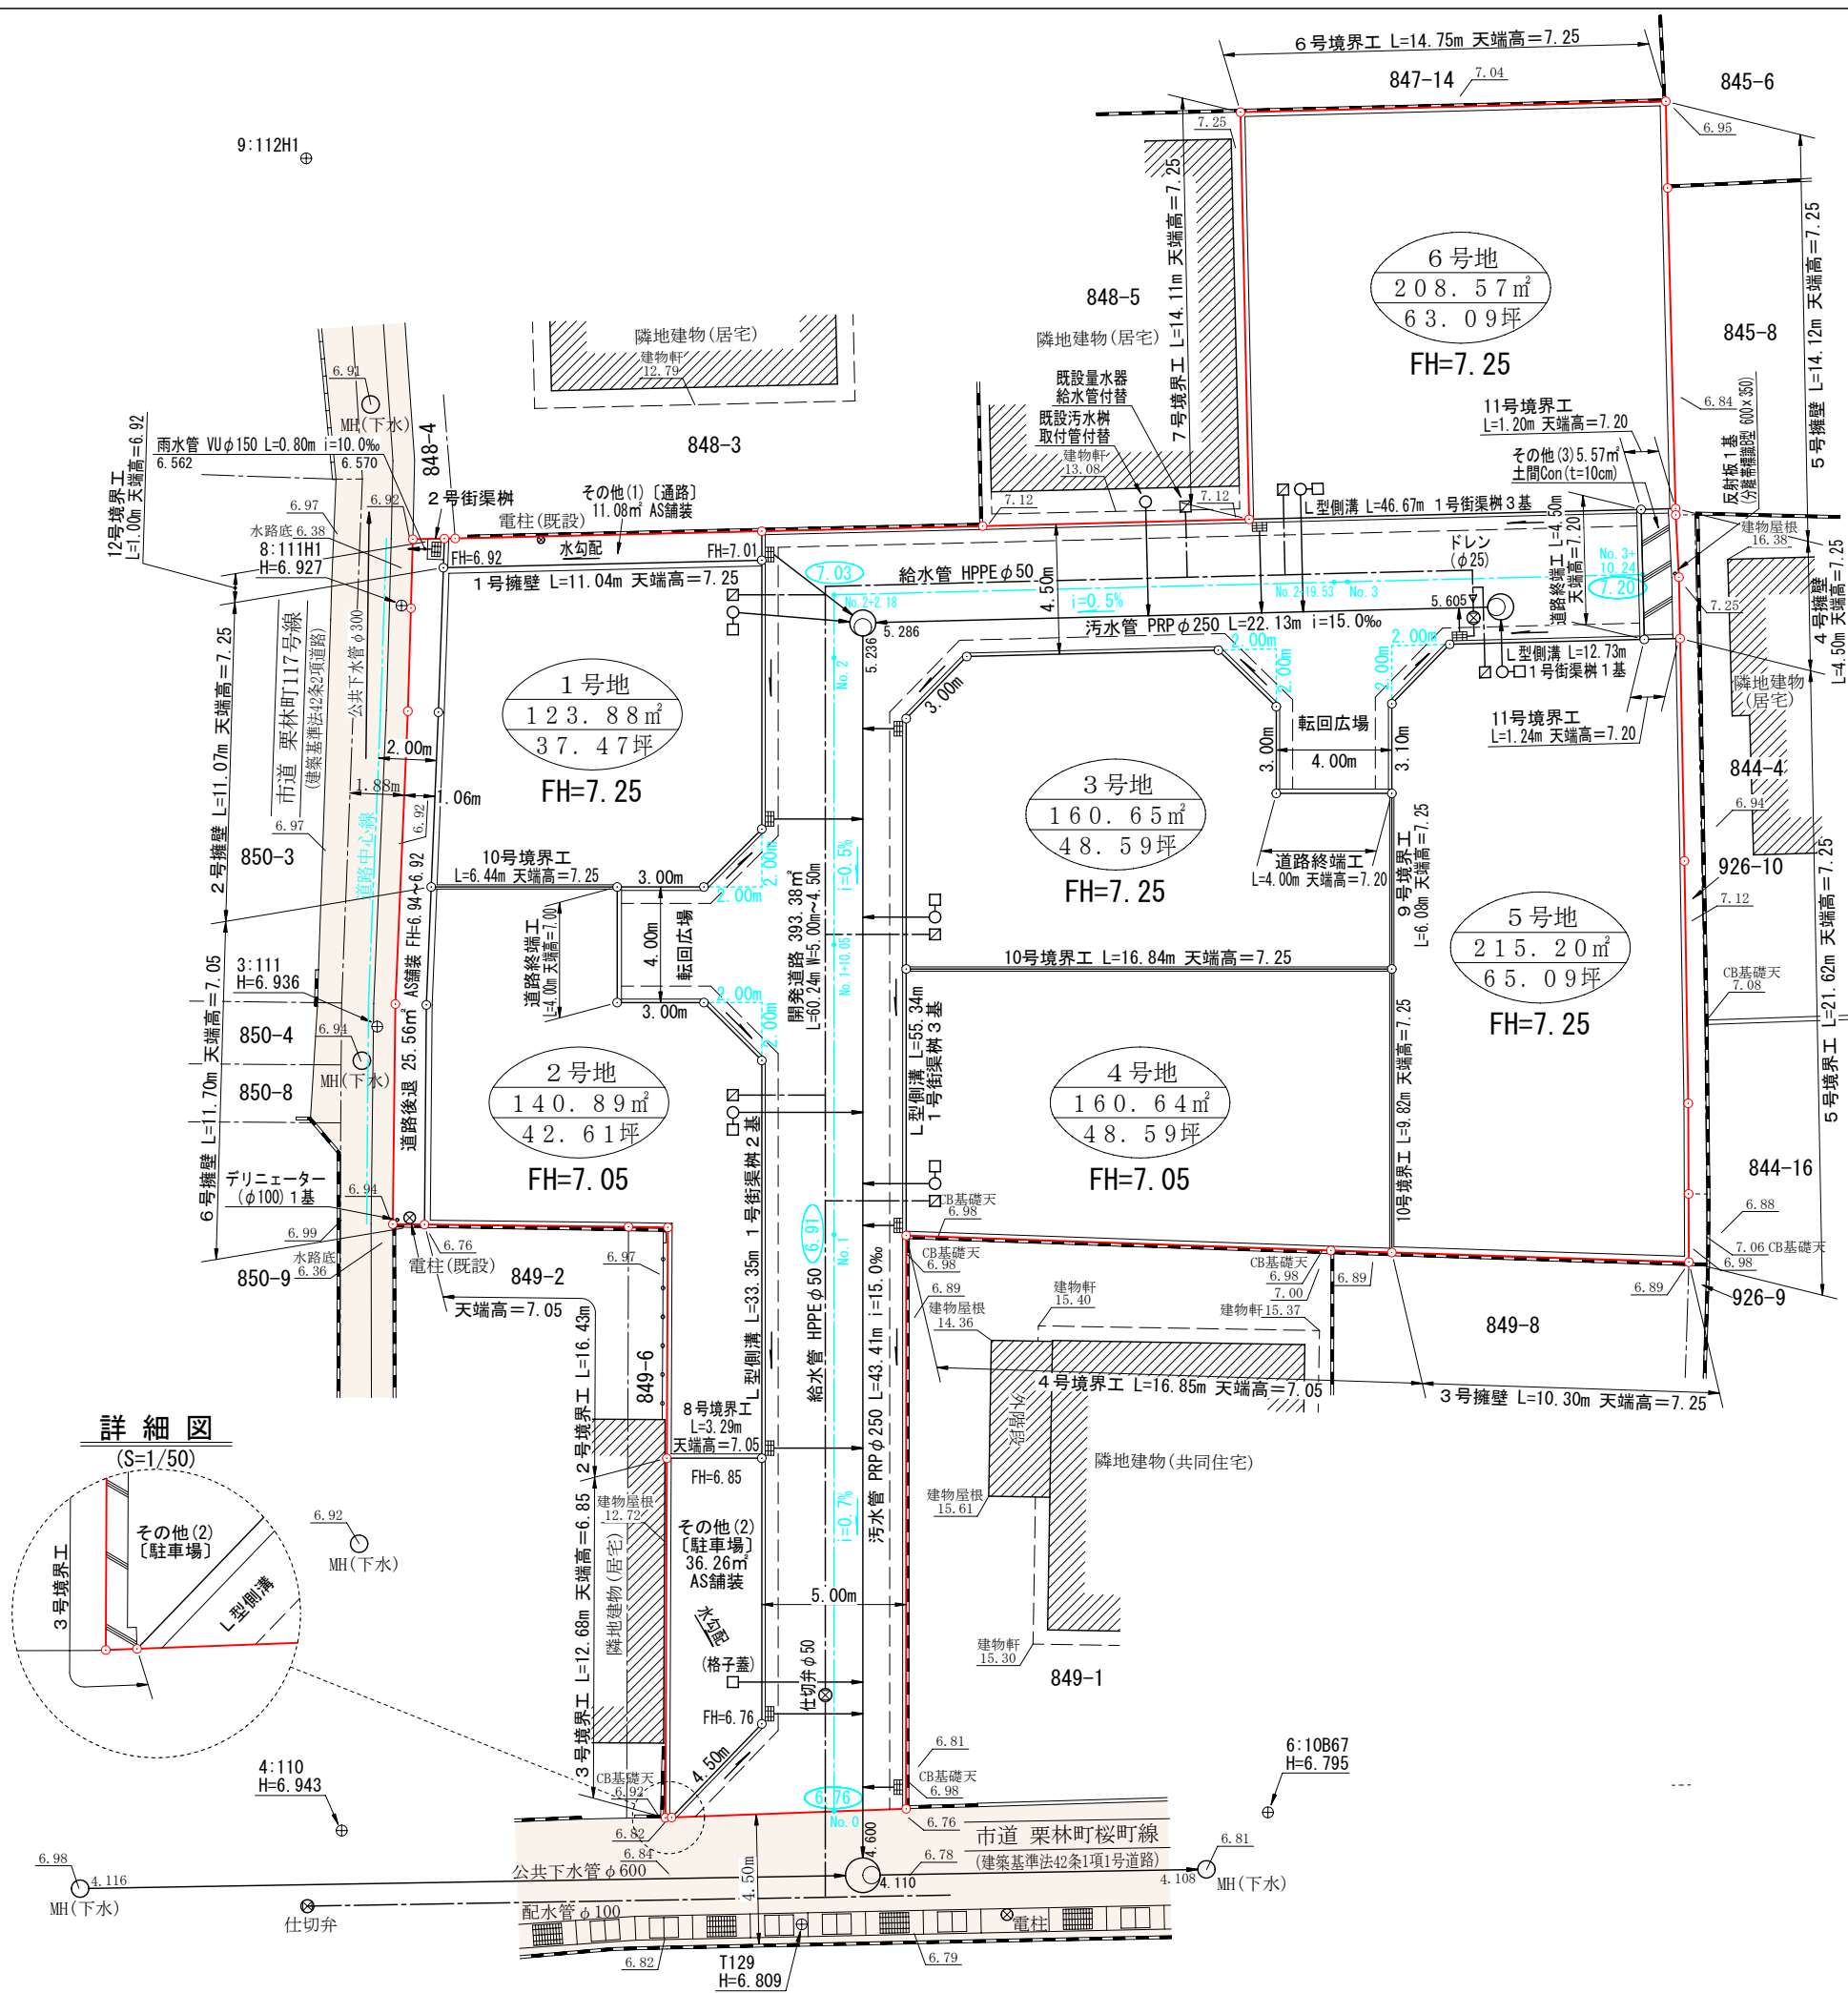 6号境界工 L=14.75m 天端高=7.25
847-14
7.04
845-6
7.25
6.95
9:112H1
7号境界工 L=14.11m 天端高=7.25
5号擁壁 L=14.12m 天端高=7.25
6号地
208.57㎡
63.09坪
FH=7.25
848-5
隣地建物(居宅)
845-8
隣地建物(居宅)
建物軒
12.79
848-3
既設量水器
給水管付替
既設汚水桝
取付管付替
建物軒
13.08
7.12
7.12
6.84
11号境界工
L=1.20m 天端高=7.20
その他(3)5.57㎡
土間Con(t=10cm)
反射板1基
(分離帯標識B型 600×350)
建物屋根
16.38
6.91
MH(下水)
848-4
雨水管 VUφ150 L=0.80m i=10.0‰
6.562
6.570
12号境界工
L=1.00m 天端高=6.92
2号街渠桝
6.97
6.92
電柱(既設)
その他(1)〔通路〕
11.08㎡ AS舗装
水路底 6.38
8:111H1
H=6.927
FH=6.92
水勾配
FH=7.01
1号擁壁 L=11.04m 天端高=7.25
L型側溝 L=46.67m 1号街渠桝3基
ドレン
(φ25)
道路終端工 L=4.50m
天端高=7.20
No.3+
10.24
7.20
7.03
給水管 HPPEφ50
No.2+2.18
4.50m
i=0.5%
No.2+19.53
No.3
5.605
5.286
汚水管 PRPφ250 L=22.13m i=15.0‰
5.236
No.2
7.25
4号擁壁
L=4.50m 天端高=7.25
L型側溝 L=12.73m
1号街渠桝1基
隣地建物
(居宅)
2.00m
2.00m
2.00m
2.00m
3.00m
転回広場
3.00m
4.00m
3.10m
11号境界工
L=1.24m 天端高=7.20
844-4
6.94
926-10
7.12
1号地
123.88㎡
37.47坪
FH=7.25
市道 栗林町117号線
(建築基準法42条2項道路)
公共下水管φ300
2号擁壁 L=11.07m 天端高=7.25
2.00m
1.88m
1.06m
6.97
6.92
道路中心線
850-3
3号地
160.65㎡
48.59坪
FH=7.25
道路終端工
L=4.00m 天端高=7.20
9号境界工
L=6.08m 天端高=7.25
5号地
215.20㎡
65.09坪
FH=7.25
10号境界工
L=6.44m 天端高=7.25
3.00m
2.00m
2.00m
道路終端工
L=4.00m 天端高=7.00
4.00m
転回広場
3.00m
2.00m
2.00m
開発道路 393.38㎡
L=60.24m W=5.00m~4.50m
i=0.5%
No.1+10.05
10号境界工 L=16.84m 天端高=7.25
CB基礎天
7.08
5号境界工 L=21.62m 天端高=7.25
3:111
H=6.936
850-4
6.94
MH(下水)
850-8
道路後退 25.56㎡ AS舗装 FH=6.94~6.92
6号擁壁 L=11.70m 天端高=7.05
2号地
140.89㎡
42.61坪
FH=7.05
L型側溝 L=55.34m
1号街渠桝3基
4号地
160.64㎡
48.59坪
FH=7.05
10号境界工 L=9.82m 天端高=7.25
844-16
6.88
7.06 CB基礎天
6.98
6.89
926-9
デリニェーター
(φ100)1基
6.94
6.99
水路底
6.36
850-9
6.76
電柱(既設)
849-2
天端高=7.05
6.97
849-6
L型側溝 L=33.35m 1号街渠桝2基
給水管 HPPEφ50
6.91
No.1
汚水管 PRPφ250 L=43.41m i=15.0‰
CB基礎天
6.98
CB基礎天
6.98
6.89
建物屋根
14.36
建物軒
15.40
CB基礎天
6.98
7.00
6.89
建物軒15.37
849-8
4号境界工 L=16.85m 天端高=7.05
3号擁壁 L=10.30m 天端高=7.25
外階段
隣地建物(共同住宅)
建物屋根
15.61
建物軒
15.30
849-1
2号境界工 L=16.43m
8号境界工
L=3.29m
天端高=7.05
FH=6.85
建物屋根
12.72
隣地建物(居宅)
3号境界工 L=12.68m 天端高=6.85
その他(2)
〔駐車場〕
36.26㎡
AS舗装
水勾配
(格子蓋)
FH=6.76
4.50m
i=0.7%
5.00m
仕切弁φ50
詳細図
(S=1/50)
その他(2)
〔駐車場〕
3号境界工
L型側溝
6.92
MH(下水)
4:110
H=6.943
CB基礎天
6.92
6.82
6.84
6.76
No.0
4.600
6.81
CB基礎天
6.98
6.76
6:10B67
H=6.795
市道 栗林町桜町線
(建築基準法42条1項1号道路)
6.81
4.108
MH(下水)
6.98
4.116
MH(下水)
公共下水管φ600
4.50m
4.110
6.78
仕切弁
配水管φ100
電柱
6.82
T129
H=6.809
6.79